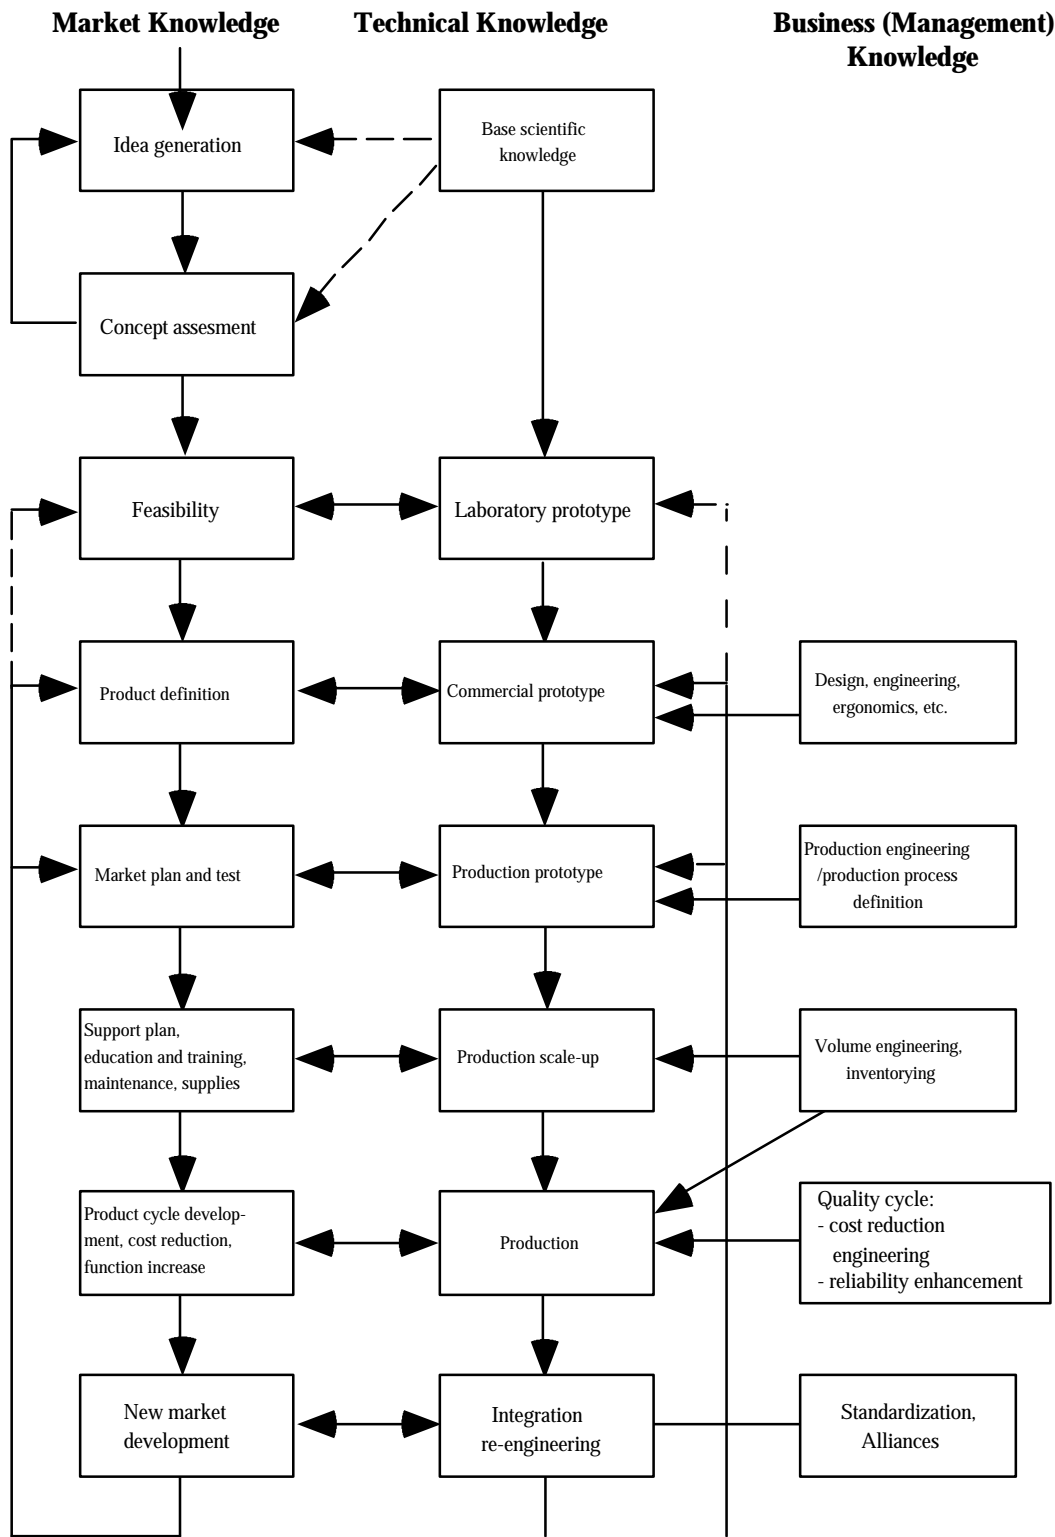 Market Knowledge
Technical Knowledge
Business (Management)
Knowledge
Idea generation
Base scientific
knowledge
Concept assesment
Feasibility
Laboratory prototype
Product definition
Commercial prototype
Design, engineering,
ergonomics, etc.
Market plan and test
Production prototype
Production engineering
/production process
definition
Support plan,
education and training,
maintenance, supplies
Production scale-up
Volume engineering,
inventorying
Product cycle develop-
ment, cost reduction,
function increase
Production
Quality cycle:
- cost reduction
engineering
- reliability enhancement
New market
development
Integration
re-engineering
Standardization,
Alliances